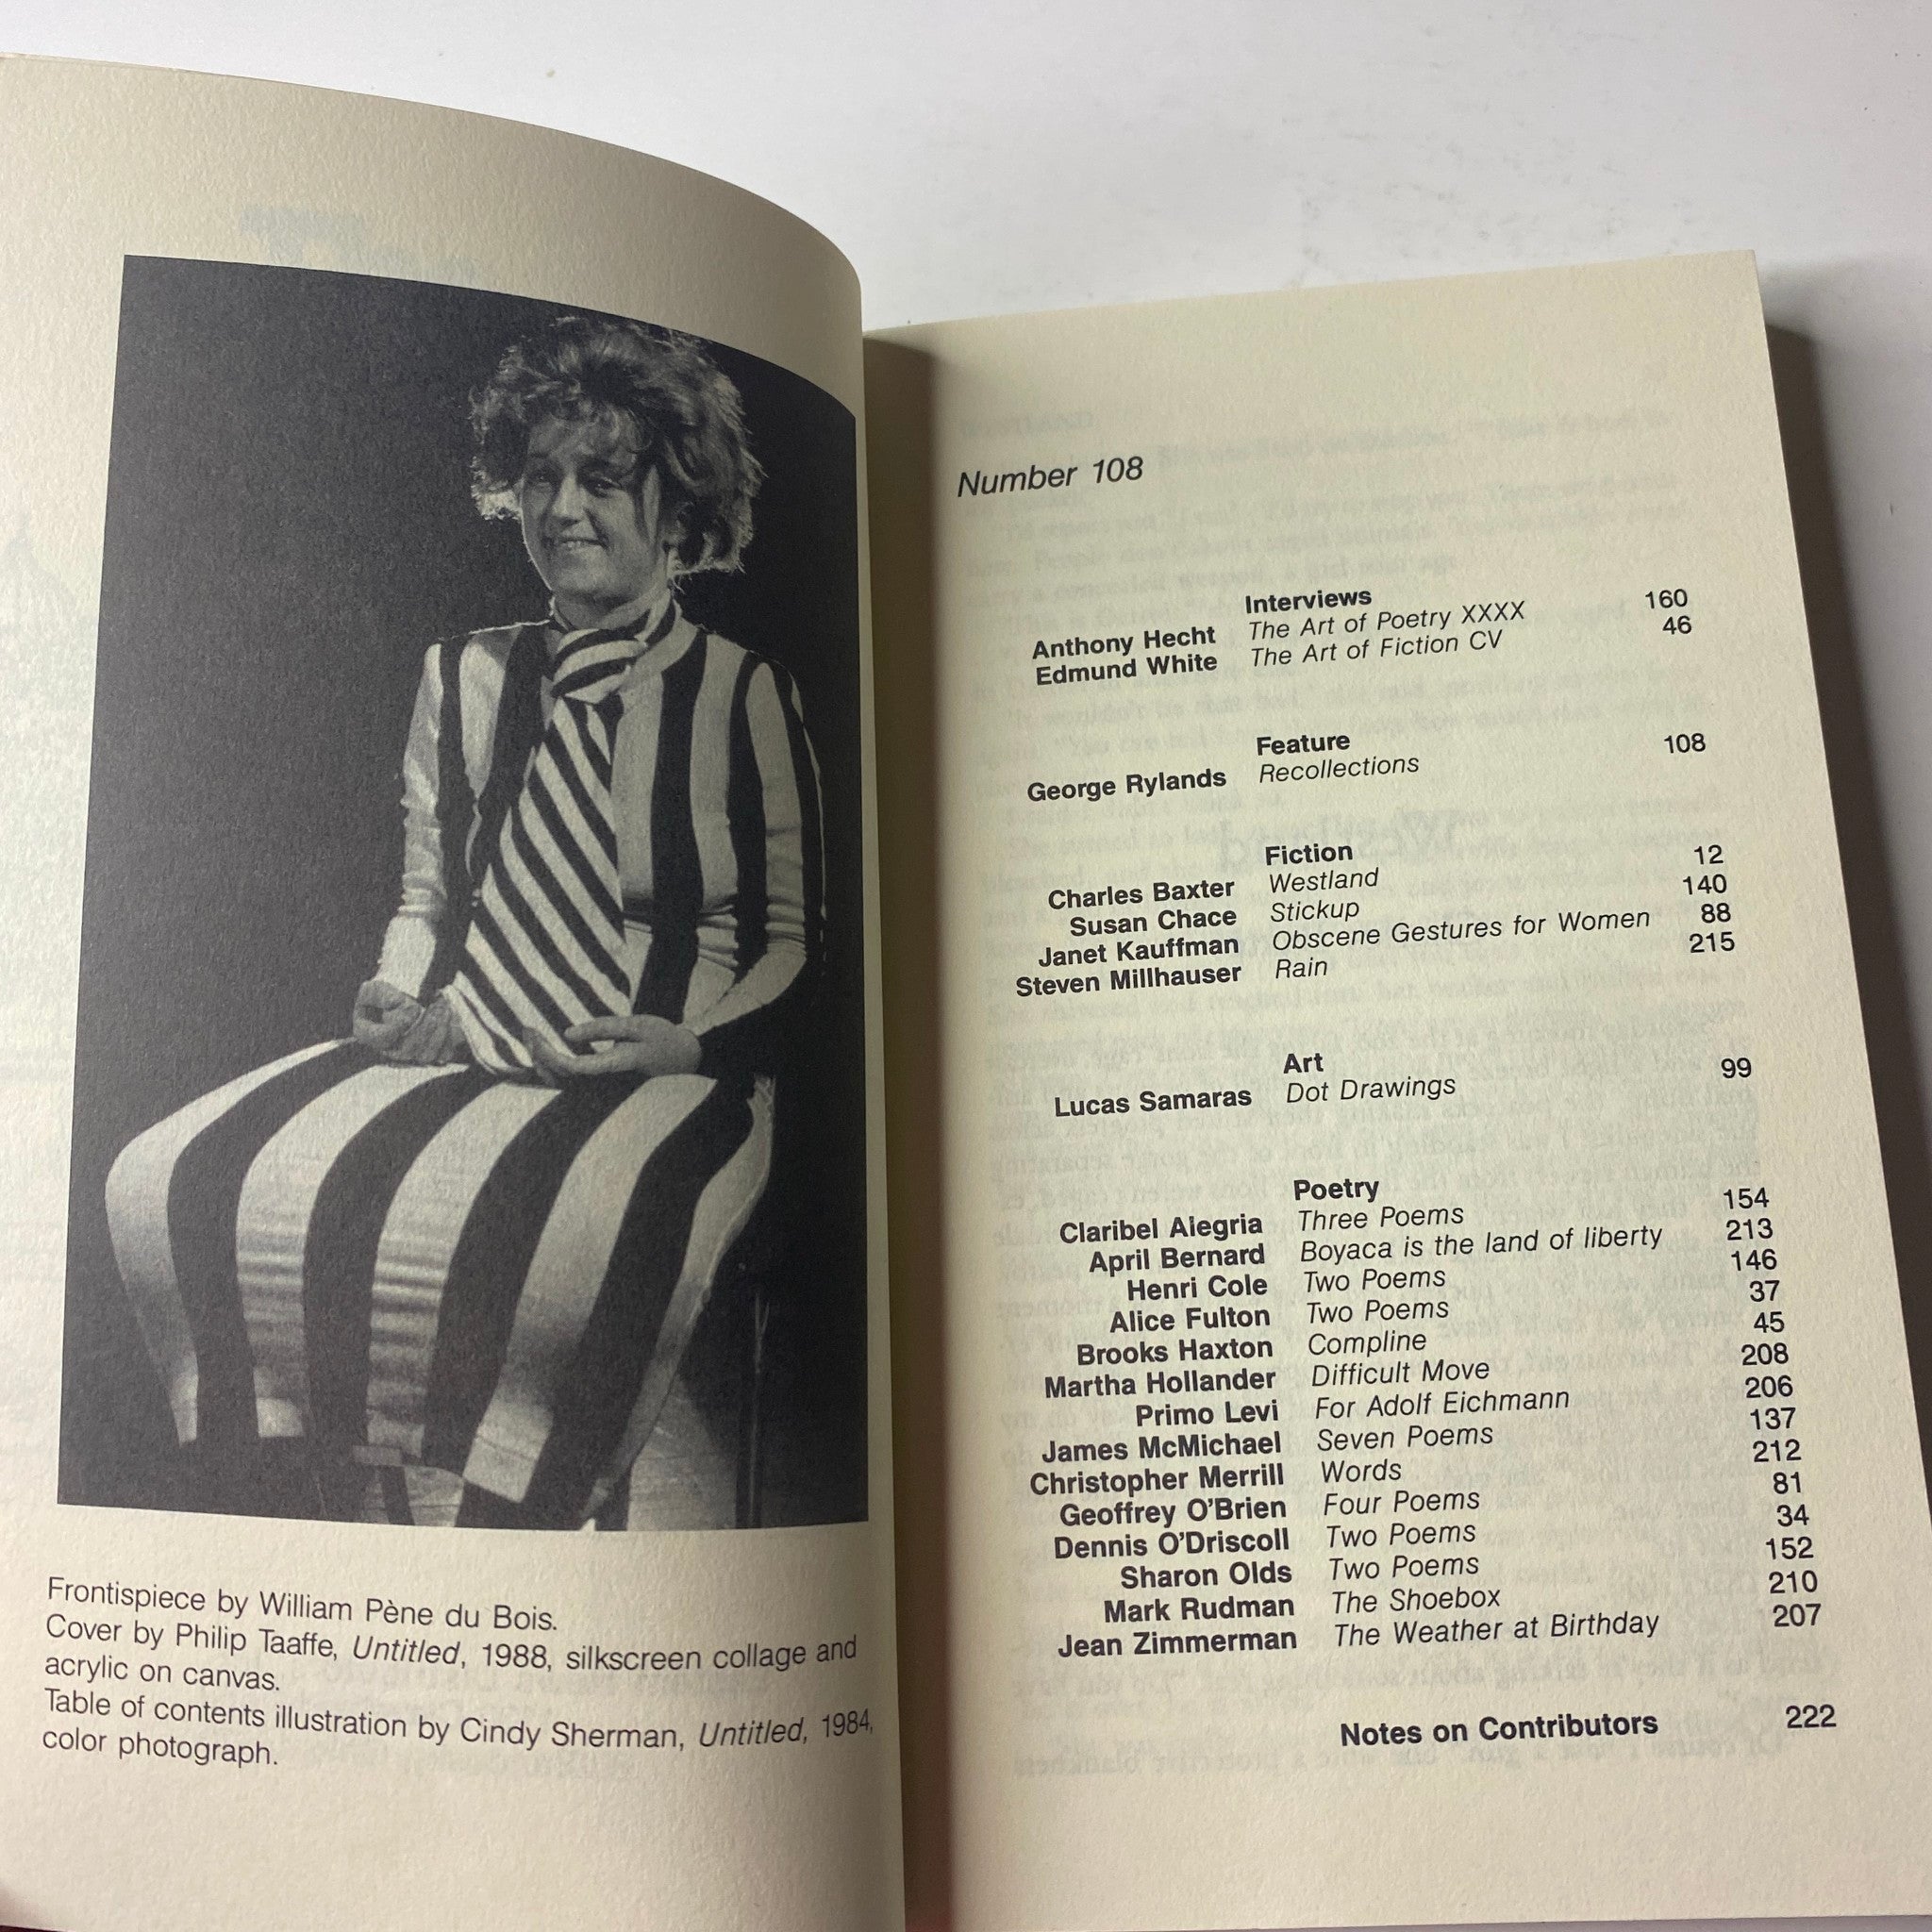 Frontispiece by William Pène du Bois.
Cover by Philip Taaffe, Untitled, 1988, silkscreen collage and
acrylic on canvas.
Table of contents illustration by Cindy Sherman, Untitled, 1984,
color photograph.
Number 108
Interviews
Anthony Hecht The Art of Poetry XXXX 160
Edmund White The Art of Fiction CV 46
Feature
George Rylands Recollections 108
Fiction
Charles Baxter Westland 12
Susan Chace Stickup 140
Janet Kauffman Obscene Gestures for Women 88
Steven Millhauser Rain 215
Art
Lucas Samaras Dot Drawings 99
Poetry
Claribel Alegria Three Poems 154
April Bernard Boyaca is the land of liberty 213
Henri Cole Two Poems 146
Alice Fulton Two Poems 37
Brooks Haxton Compline 45
Martha Hollander Difficult Move 208
Primo Levi For Adolf Eichmann 206
James McMichael Seven Poems 137
Christopher Merrill Words 212
Geoffrey O'Brien Four Poems 81
Dennis O'Driscoll Two Poems 34
Sharon Olds Two Poems 152
Mark Rudman The Shoebox 210
Jean Zimmerman The Weather at Birthday 207
Notes on Contributors 222